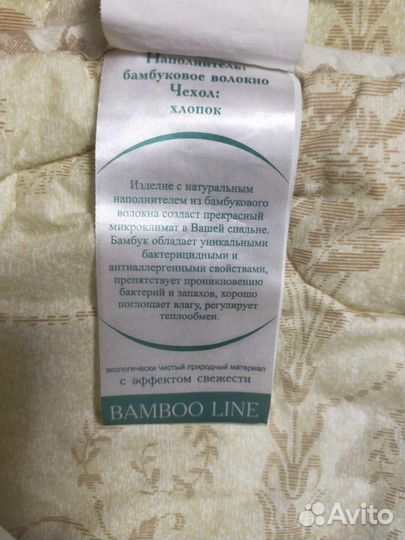 Наполнитель:
бамбуковое волокно
Чехол:
хлопок
Изделие с натуральным
наполнителем из бамбукового
волокна создаст прекрасный
микроклимат в Вашей спальне.
Бамбук обладает уникальными
бактерицидными и
антиаллергенными свойствами,
препятствует проникновению
бактерий и запахов, хорошо
поглощает влагу, регулирует
теплообмен.
экологически чистый природный материал
с эффектом свежести
BAMBOO LINE
Avito